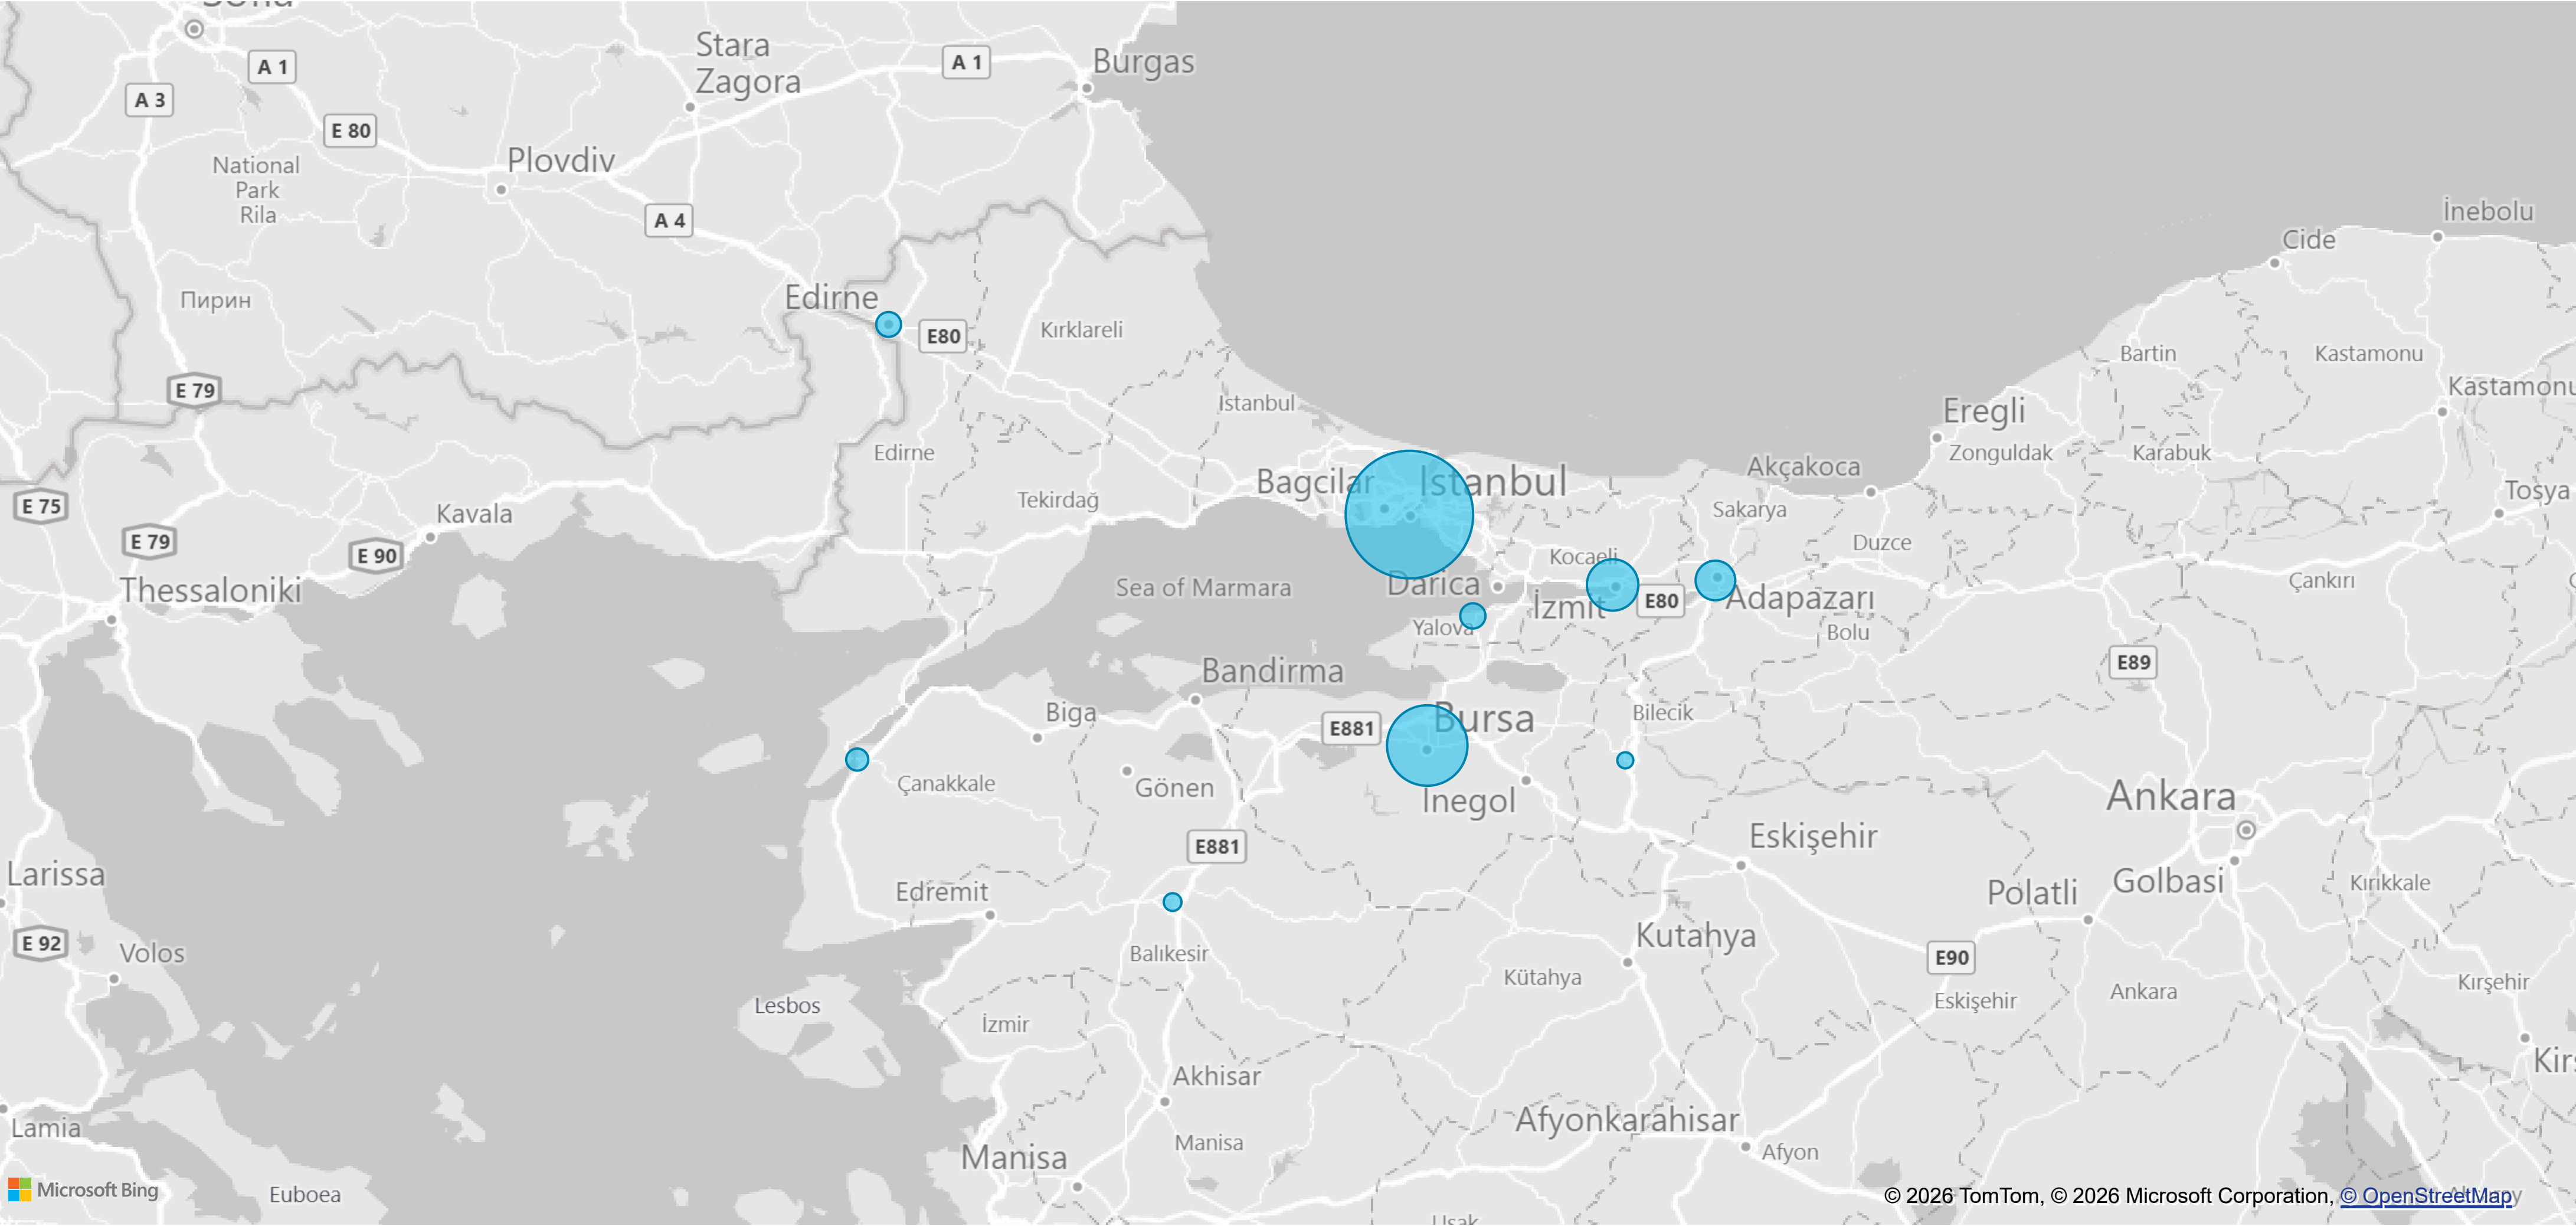 Sofia
Stara
Zagora
A 1
A 1
Burgas
A 3
E 80
Plovdiv
National
Park
Rila
A 4
İnebolu
Cide
Пирин
Edirne
E80
Kırklareli
Bartin
Kastamonu
Kastamonu
E 79
Istanbul
Eregli
Zonguldak
Karabuk
Edirne
Akçakoca
Bagcilar
Istanbul
Tosya
E 75
Kavala
Tekirdağ
Sakarya
E 79
E 90
Kocaeli
Duzce
Thessaloniki
Sea of Marmara
Darica
Çankırı
İzmit
E80
Adapazarı
Yalova
Bolu
Bandirma
E89
Biga
E881
Bursa
Bilecik
Çanakkale
Gönen
Inegol
Ankara
E881
Eskişehir
Larissa
Edremit
Polatli
Golbasi
Kırıkkale
E 92
Volos
Balıkesir
Kutahya
E90
Kütahya
Ankara
Kırşehir
Lesbos
İzmir
Eskişehir
Kirs
Akhisar
Lamia
Afyonkarahisar
Manisa
Manisa
Afyon
Microsoft Bing
Euboea
Usak
© 2026 TomTom, © 2026 Microsoft Corporation, © OpenStreetMap